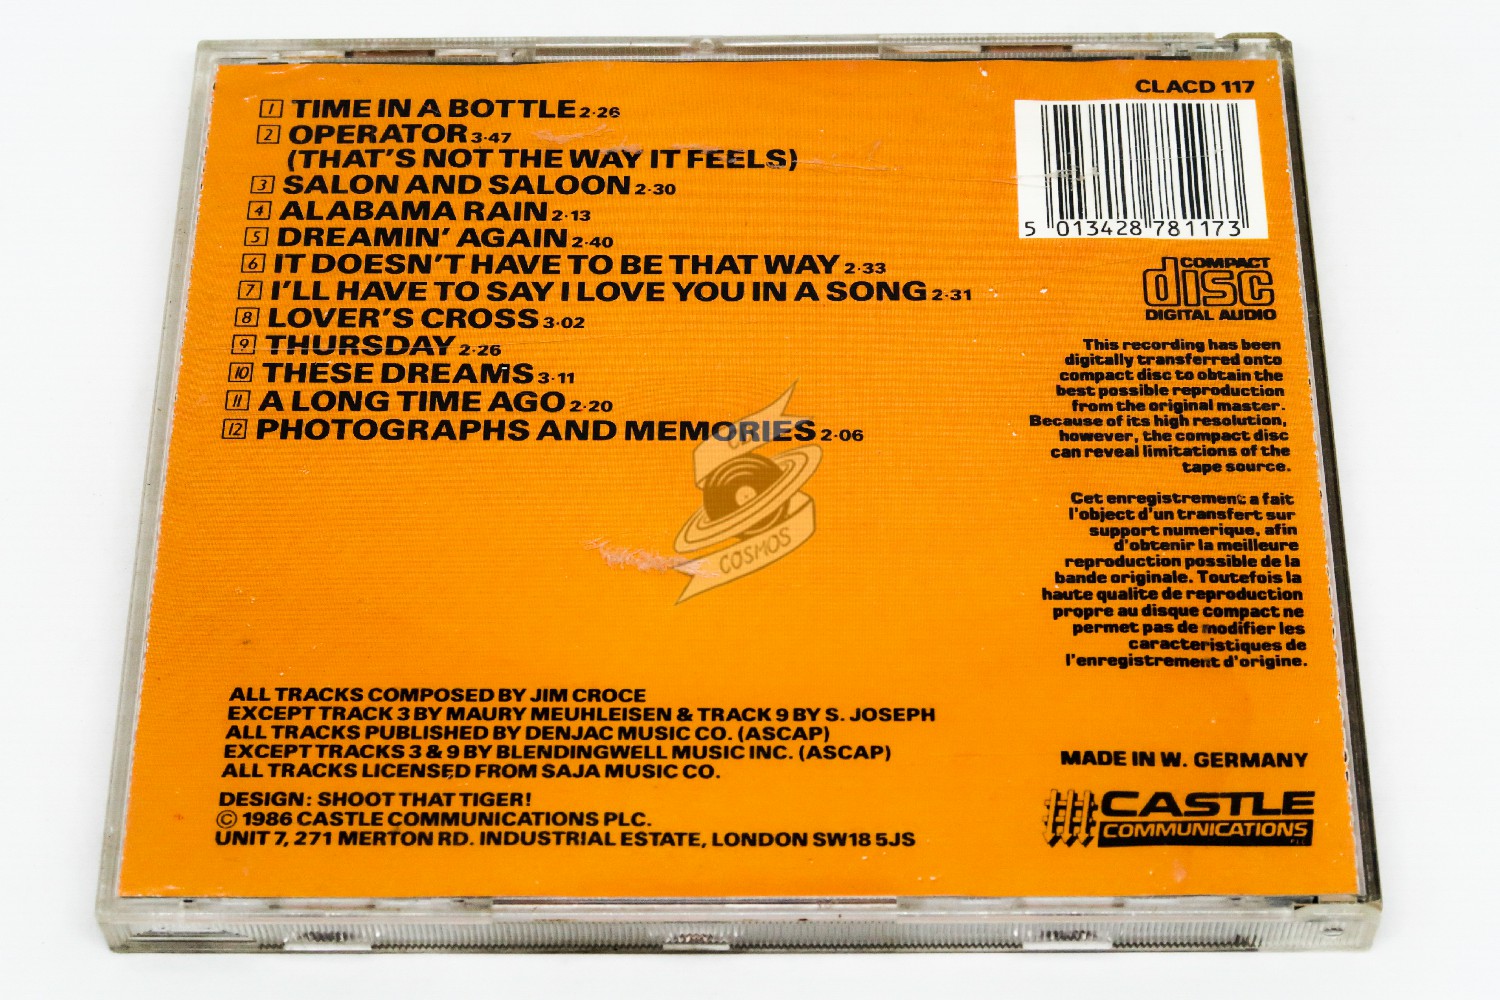 CLACD 117
1 TIME IN A BOTTLE 2·26
2 OPERATOR 3·47
(THAT'S NOT THE WAY IT FEELS)
3 SALON AND SALOON 2·30
4 ALABAMA RAIN 2·13
5 DREAMIN' AGAIN 2·40
6 IT DOESN'T HAVE TO BE THAT WAY 2·33
7 I'LL HAVE TO SAY I LOVE YOU IN A SONG 2·31
8 LOVER'S CROSS 3·02
9 THURSDAY 2·26
10 THESE DREAMS 3·11
11 A LONG TIME AGO 2·20
12 PHOTOGRAPHS AND MEMORIES 2·06
5 013428 781173
COMPACT
disc
DIGITAL AUDIO
This recording has been
digitally transferred onto
compact disc to obtain the
best possible reproduction
from the original master.
Because of its high resolution,
however, the compact disc
can reveal limitations of the
tape source.
Cet enregistrement a fait
l'object d'un transfert sur
support numerique, afin
d'obtenir la meilleure
reproduction possible de la
bande originale. Toutefois la
haute qualite de reproduction
propre au disque compact ne
permet pas de modifier les
caracteristiques de
l'enregistrement d'origine.
COSMOS
ALL TRACKS COMPOSED BY JIM CROCE
EXCEPT TRACK 3 BY MAURY MEUHLEISEN & TRACK 9 BY S. JOSEPH
ALL TRACKS PUBLISHED BY DENJAC MUSIC CO. (ASCAP)
EXCEPT TRACKS 3 & 9 BY BLENDINGWELL MUSIC INC. (ASCAP)
ALL TRACKS LICENSED FROM SAJA MUSIC CO.
DESIGN: SHOOT THAT TIGER!
© 1986 CASTLE COMMUNICATIONS PLC.
UNIT 7, 271 MERTON RD. INDUSTRIAL ESTATE, LONDON SW18 5JS
MADE IN W. GERMANY
CASTLE
COMMUNICATIONS